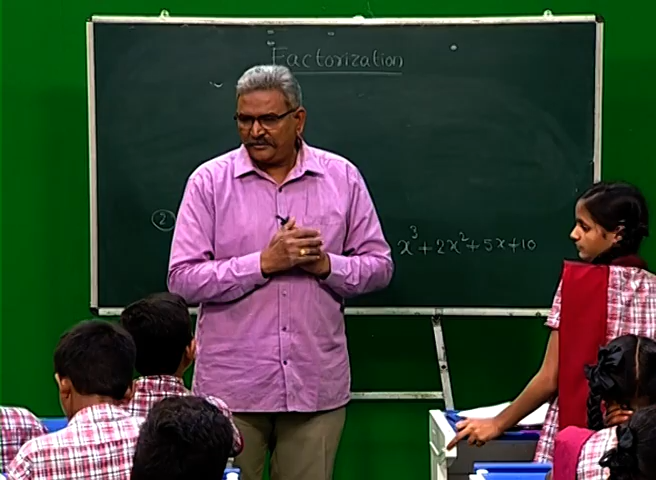 Factorization
②
x³ + 2x² + 5x + 10